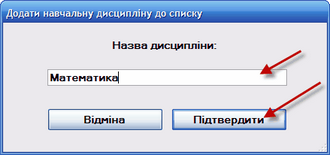 Додати навчальну дисципліну до списку
Назва дисципліни:
Математика
Відміна
Підтвердити